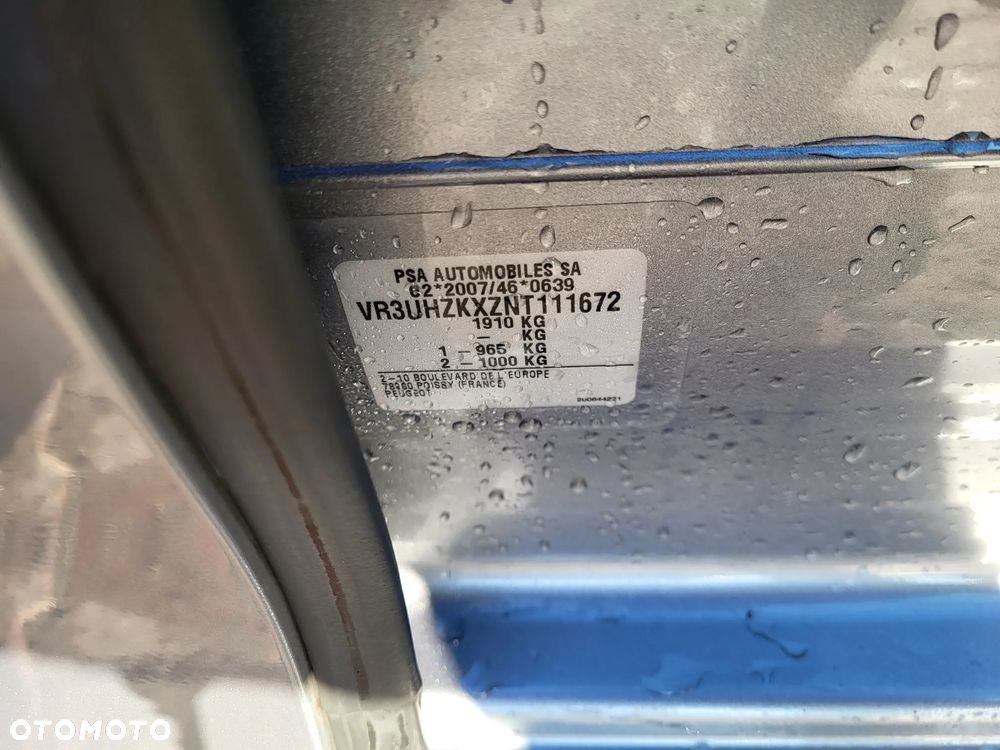 PSA AUTOMOBILES SA
e2*2007/46*0639
VR3UHZKXZNT111672
1910 KG
– KG
1 – 965 KG
2 – 1000 KG
2–10 BOULEVARD DE L'EUROPE
78300 POISSY (FRANCE)
PEUGEOT
OTOMOTO